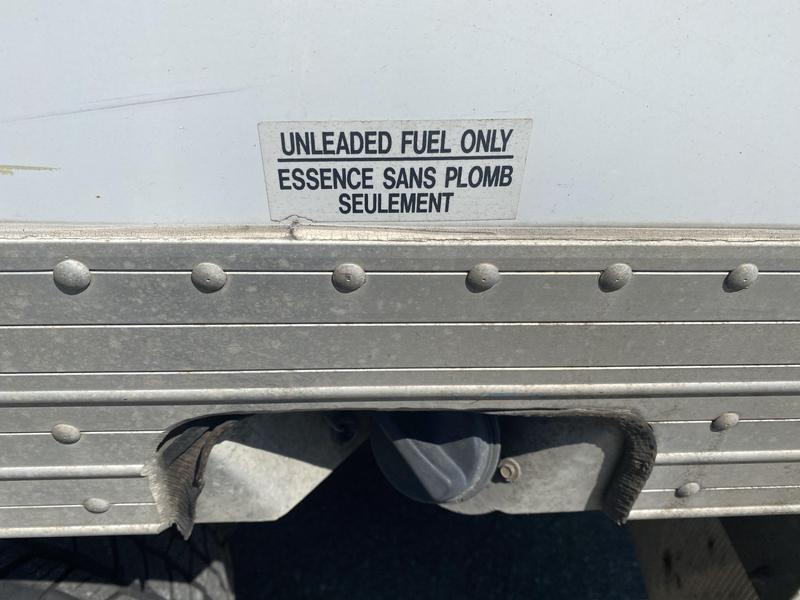 UNLEADED FUEL ONLY
ESSENCE SANS PLOMB
SEULEMENT